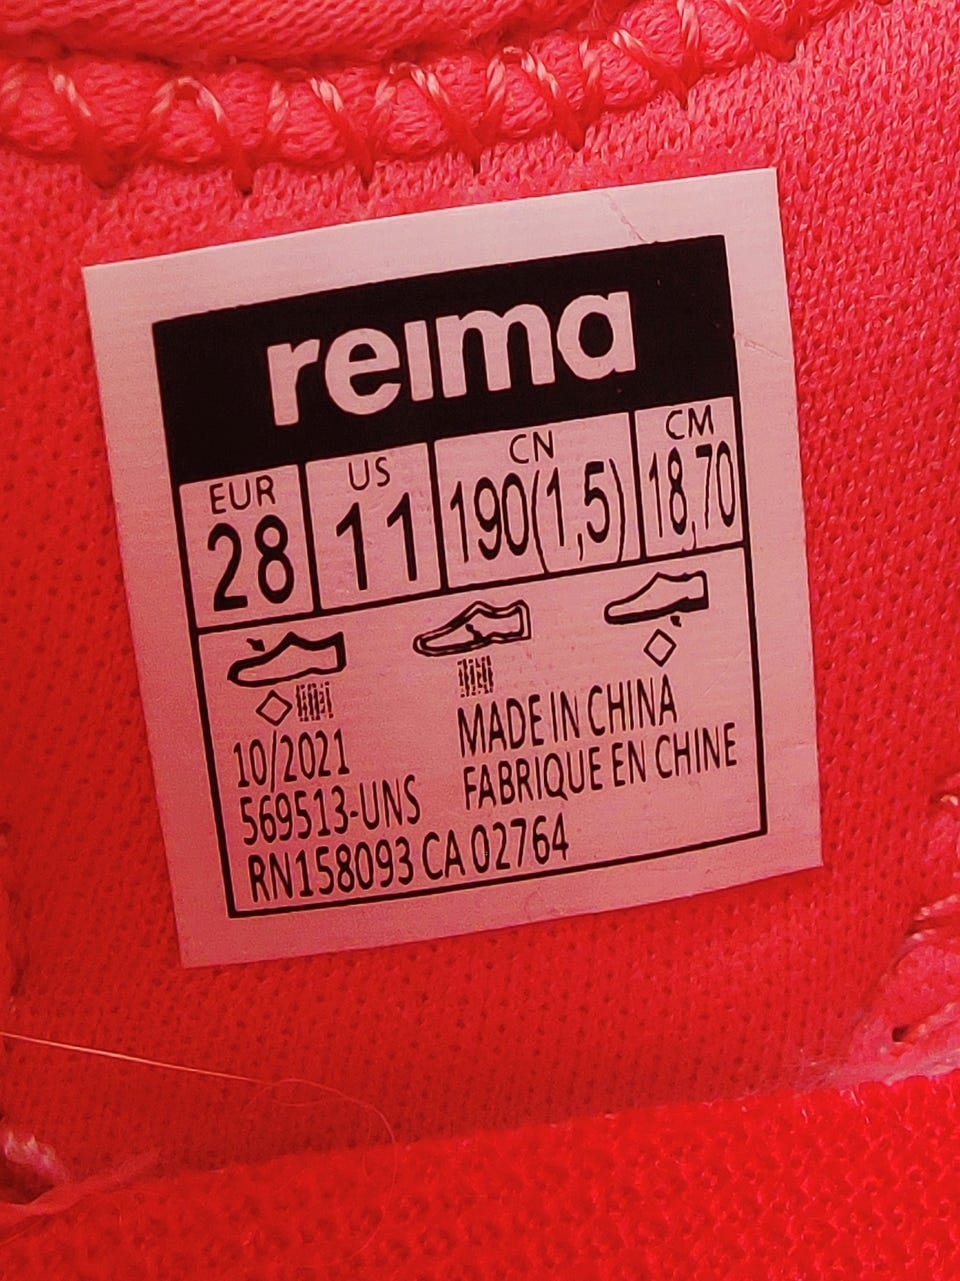 reima
EUR US CN CM
28 11 190(1,5) 18,70
10/2021
569513-UNS
MADE IN CHINA
FABRIQUE EN CHINE
RN158093 CA 02764